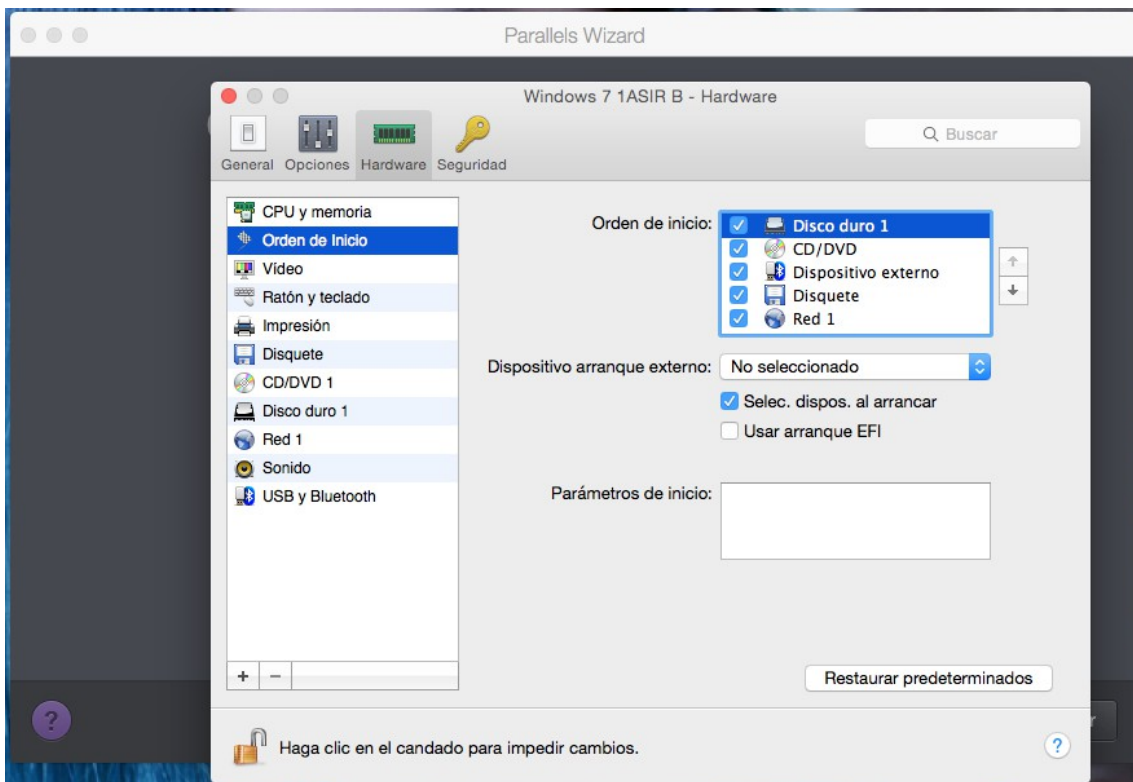 Parallels Wizard
Windows 7 1ASIR B - Hardware
General Opciones Hardware Seguridad
Buscar
CPU y memoria
Orden de Inicio
Vídeo
Ratón y teclado
Impresión
Disquete
CD/DVD 1
Disco duro 1
Red 1
Sonido
USB y Bluetooth
Orden de inicio:
Disco duro 1
CD/DVD
Dispositivo externo
Disquete
Red 1
Dispositivo arranque externo: No seleccionado
Selec. dispos. al arrancar
Usar arranque EFI
Parámetros de inicio:
+ −
Restaurar predeterminados
?
r
Haga clic en el candado para impedir cambios.
?